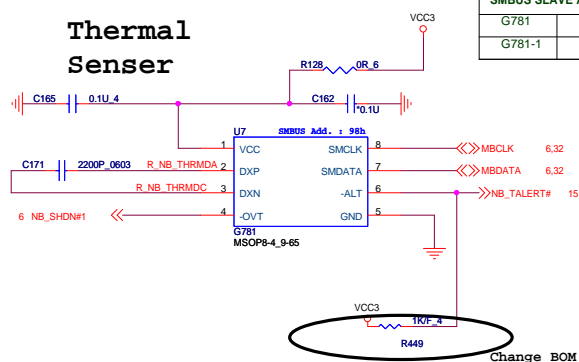 SMBUS SLAVE A
G781
G781-1
Thermal
Senser
VCC3
R128 0R_6
C165 0.1U_4
C162 *0.1U
U7 SMBUS Add. : 98h
1 VCC SMCLK 8 MBCLK 6,32
C171 2200P_0603 R_NB_THRMDA 2 DXP SMDATA 7 MBDATA 6,32
R_NB_THRMDC 3 DXN -ALT 6 NB_TALERT# 15
6 NB_SHDN#1 4 -OVT GND 5
G781
MSOP8-4_9-65
VCC3
1K/F_4
R449
Change BOM